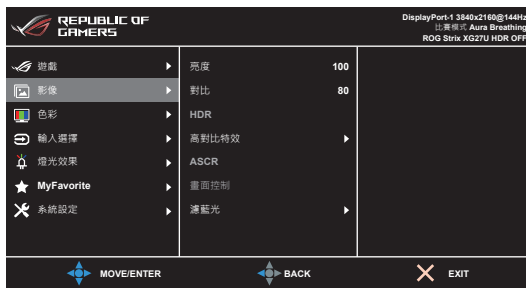 REPUBLIC OF
GAMERS
DisplayPort-1 3840x2160@144Hz
比賽模式 Aura Breathing
ROG Strix XG27U HDR OFF
遊戲
影像
色彩
輸入選擇
燈光效果
MyFavorite
系統設定
亮度 100
對比 80
HDR
高對比特效
ASCR
畫面控制
濾藍光
MOVE/ENTER
BACK
EXIT